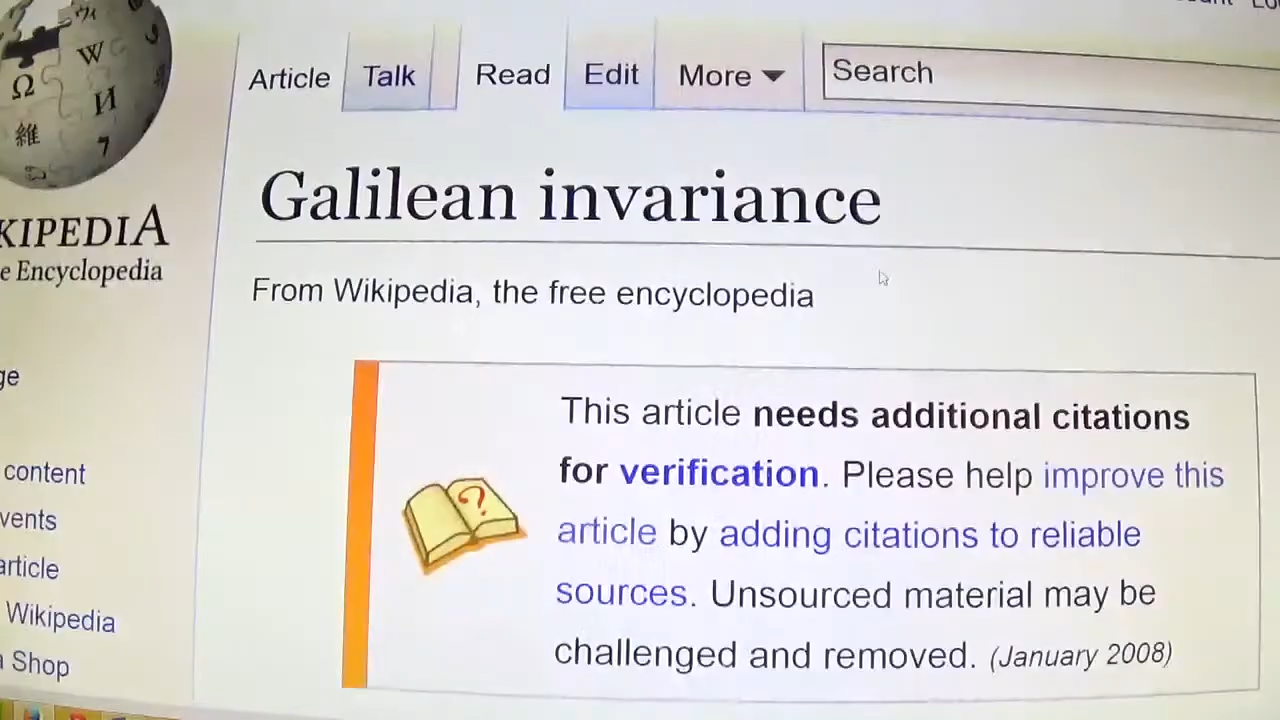 Article Talk Read Edit More Search
Galilean invariance
From Wikipedia, the free encyclopedia
This article needs additional citations
for verification. Please help improve this
article by adding citations to reliable
sources. Unsourced material may be
challenged and removed. (January 2008)
Ω W И 維 7
KIPEDIA
e Encyclopedia
ge
content
vents
article
Wikipedia
Shop